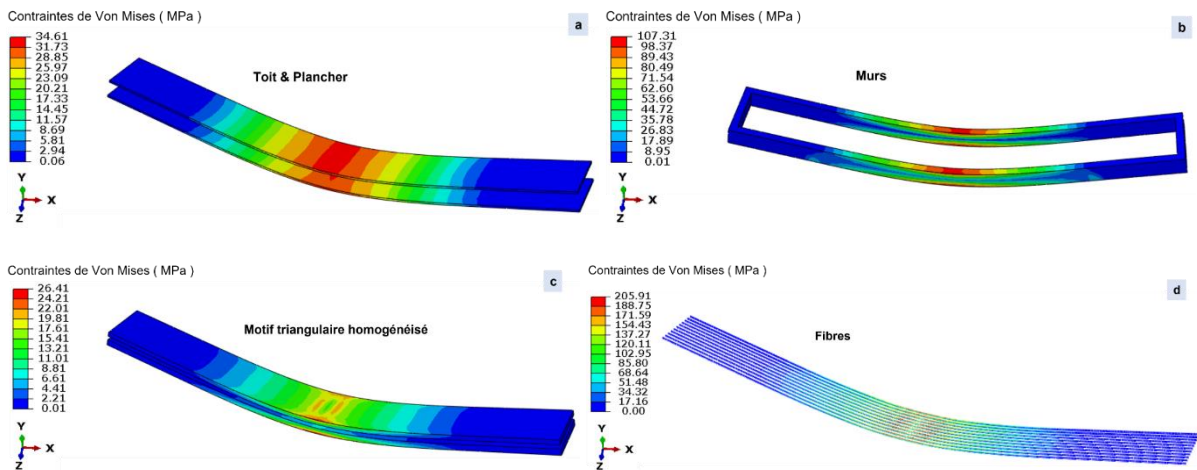 Contraintes de Von Mises ( MPa )
a
34.61
31.73
28.85
25.97
23.09
20.21
17.33
14.45
11.57
8.69
5.81
2.94
0.06
Toit & Plancher
Y
X
Z
Contraintes de Von Mises ( MPa )
b
107.31
98.37
89.43
80.49
71.54
62.60
53.66
44.72
35.78
26.83
17.89
8.95
0.01
Murs
Y
X
Z
Contraintes de Von Mises ( MPa )
c
26.41
24.21
22.01
19.81
17.61
15.41
13.21
11.01
8.81
6.61
4.41
2.21
0.01
Motif triangulaire homogénéisé
Y
X
Z
Contraintes de Von Mises ( MPa )
d
205.91
188.75
171.59
154.43
137.27
120.11
102.95
85.80
68.64
51.48
34.32
17.16
0.00
Fibres
Y
X
Z